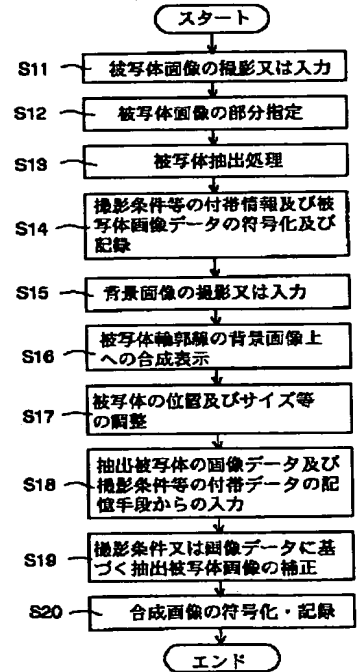 スタート
S11 被写体画像の撮影又は入力
S12 被写体画像の部分指定
S13 被写体抽出処理
撮影条件等の付帯情報及び被
S14 写体画像データの符号化及び
記録
S15 背景画像の撮影又は入力
被写体輪郭線の背景画像上
S16 への合成表示
被写体の位置及びサイズ等
S17 の調整
抽出被写体の画像データ及び
S18 撮影条件等の付帯データの記
憶手段からの入力
撮影条件又は画像データに基
S19 づく抽出被写体画像の補正
S20 合成画像の符号化・記録
エンド